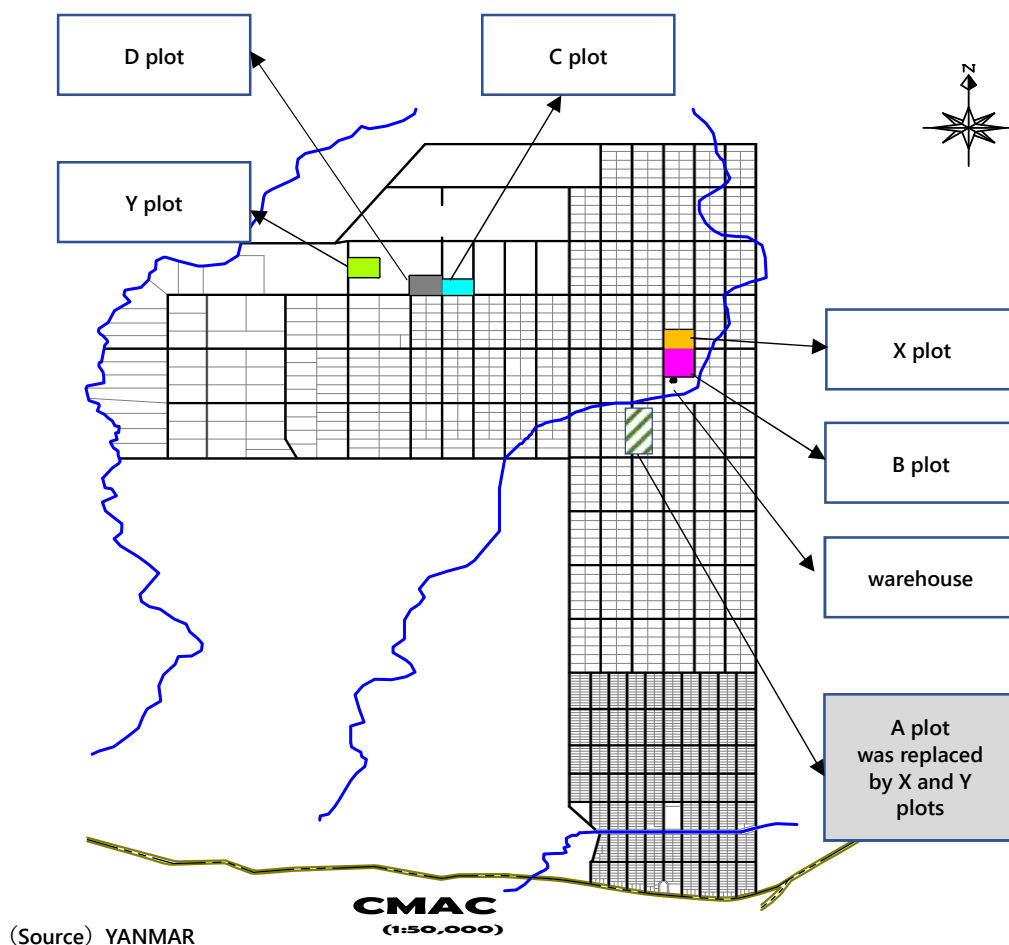 D plot
C plot
N
Y plot
X plot
B plot
warehouse
A plot
was replaced
by X and Y
plots
CMAC
(1:50,000)
（Source）YANMAR